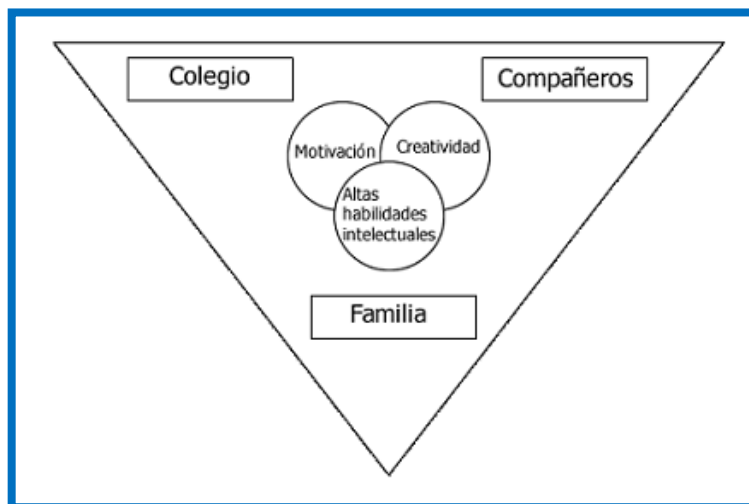 Colegio
Compañeros
Motivación
Creatividad
Altas
habilidades
intelectuales
Familia